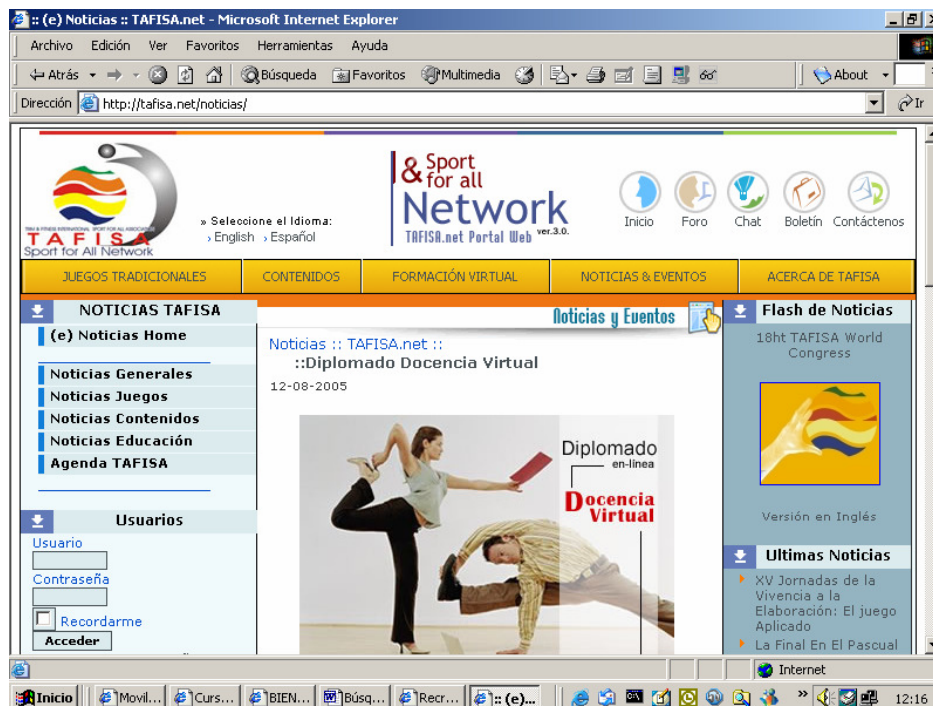 :: (e) Noticias :: TAFISA.net - Microsoft Internet Explorer
Archivo Edición Ver Favoritos Herramientas Ayuda
Atrás Búsqueda Favoritos Multimedia About
Dirección http://tafisa.net/noticias/ Ir
TAFISA
Sport for All Network
» Seleccione el Idioma:
› English › Español
& Sport
for all
Network
TAFISA.net Portal Web ver.3.0.
Inicio Foro Chat Boletín Contáctenos
JUEGOS TRADICIONALES CONTENIDOS FORMACIÓN VIRTUAL NOTICIAS & EVENTOS ACERCA DE TAFISA
NOTICIAS TAFISA
(e) Noticias Home
Noticias Generales
Noticias Juegos
Noticias Contenidos
Noticias Educación
Agenda TAFISA
Usuarios
Usuario
Contraseña
Recordarme
Acceder
Noticias y Eventos
Noticias :: TAFISA.net ::
::Diplomado Docencia Virtual
12-08-2005
Diplomado
en-linea
Docencia
Virtual
Flash de Noticias
18ht TAFISA World
Congress
Versión en Inglés
Ultimas Noticias
XV Jornadas de la
Vivencia a la
Elaboración: El juego
Aplicado
La Final En El Pascual
Internet
Inicio Movil... Curs... BIEN... Búsq... Recr... :: (e)... » 12:16